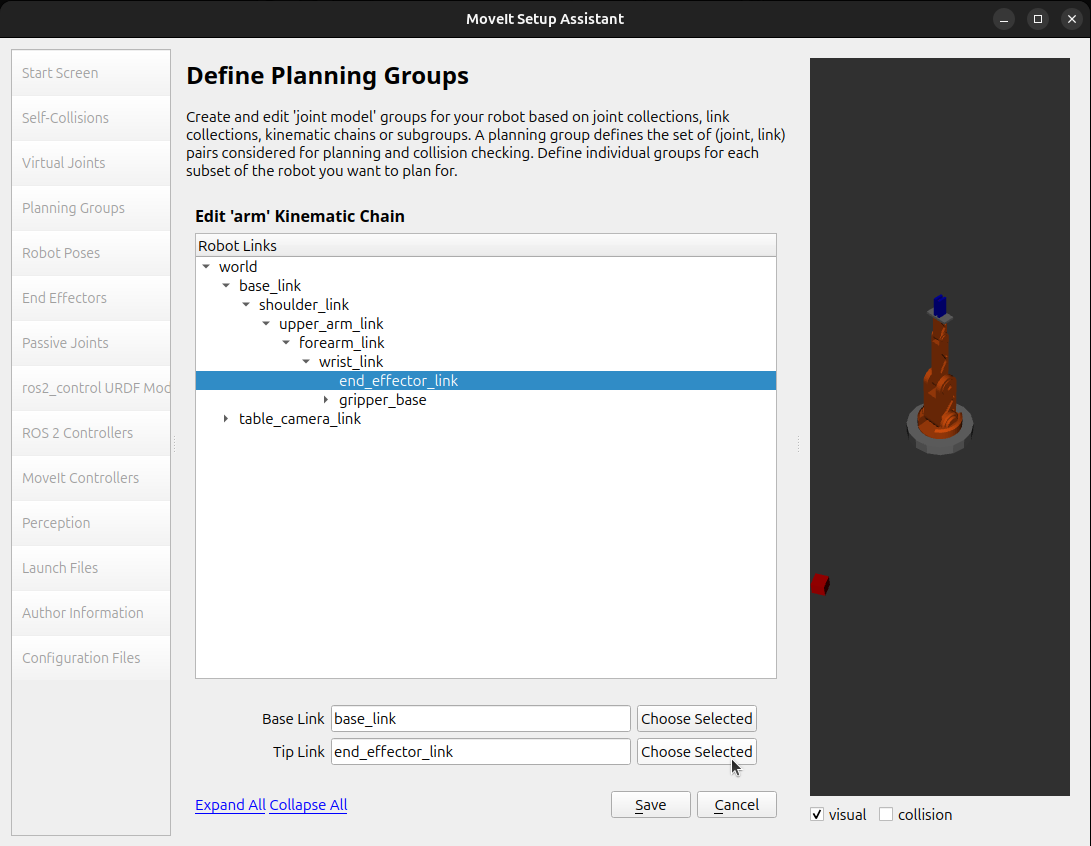 MoveIt Setup Assistant
Start Screen
Self-Collisions
Virtual Joints
Planning Groups
Robot Poses
End Effectors
Passive Joints
ros2_control URDF Mod
ROS 2 Controllers
MoveIt Controllers
Perception
Launch Files
Author Information
Configuration Files
Define Planning Groups
Create and edit 'joint model' groups for your robot based on joint collections, link
collections, kinematic chains or subgroups. A planning group defines the set of (joint, link)
pairs considered for planning and collision checking. Define individual groups for each
subset of the robot you want to plan for.
Edit 'arm' Kinematic Chain
Robot Links
world
base_link
shoulder_link
upper_arm_link
forearm_link
wrist_link
end_effector_link
gripper_base
table_camera_link
Base Link base_link Choose Selected
Tip Link end_effector_link Choose Selected
Expand All Collapse All Save Cancel
visual collision